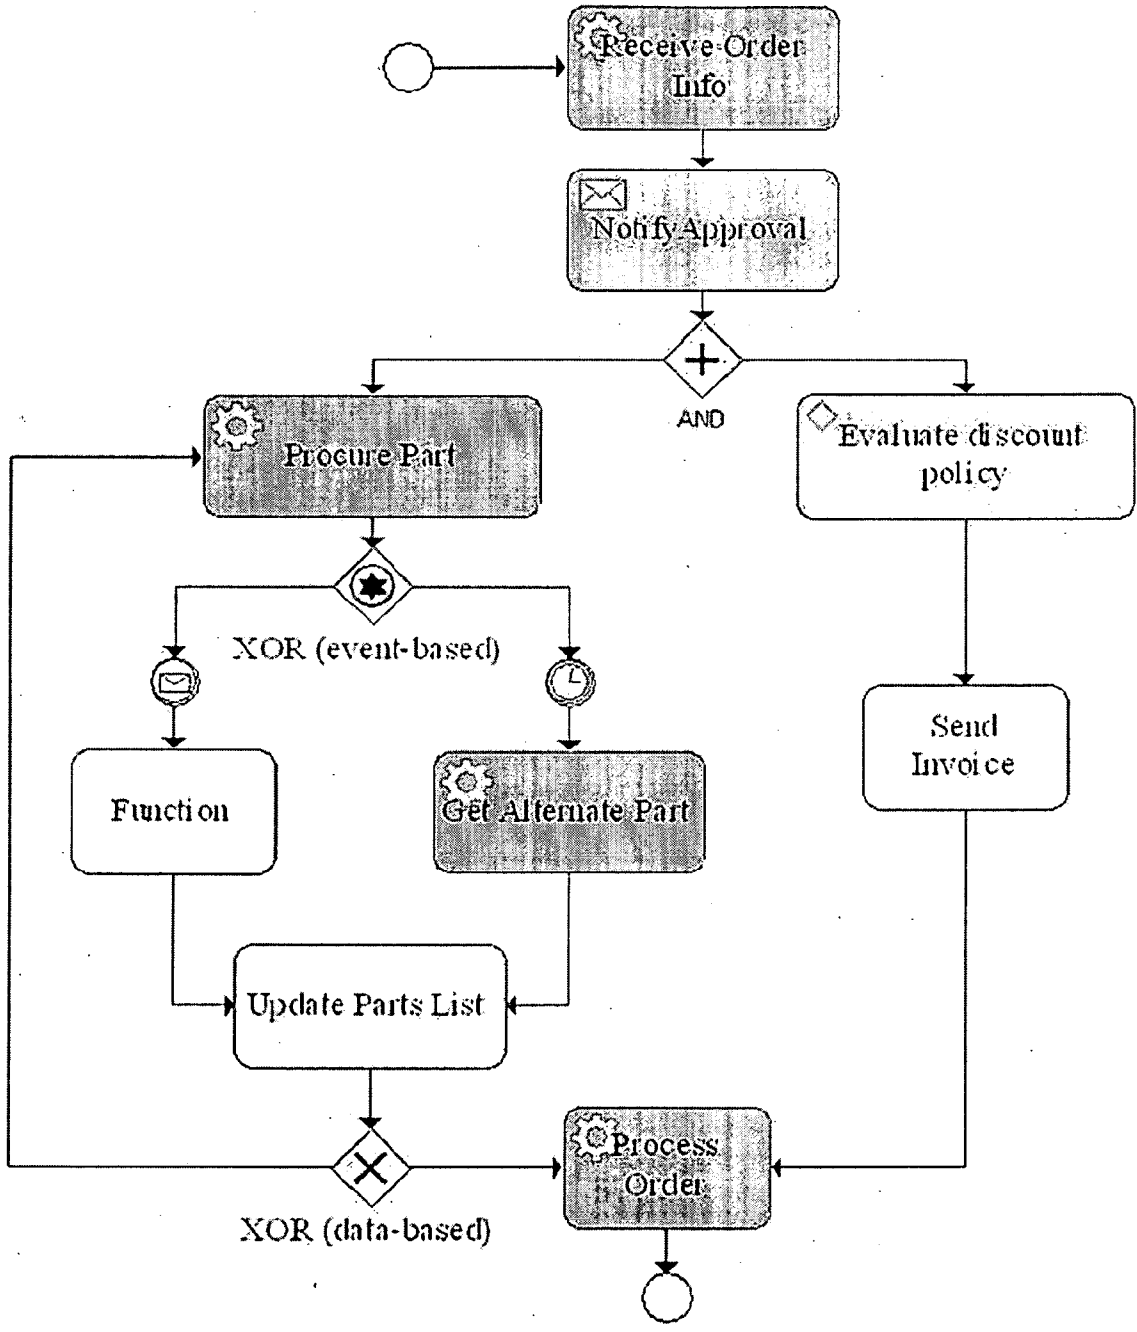 Receive Order
Info
Notify Approval
AND
Procure Part
Evaluate discount
policy
XOR (event-based)
Send
Invoice
Function
Get Alternate Part
Update Parts List
Process
Order
XOR (data-based)